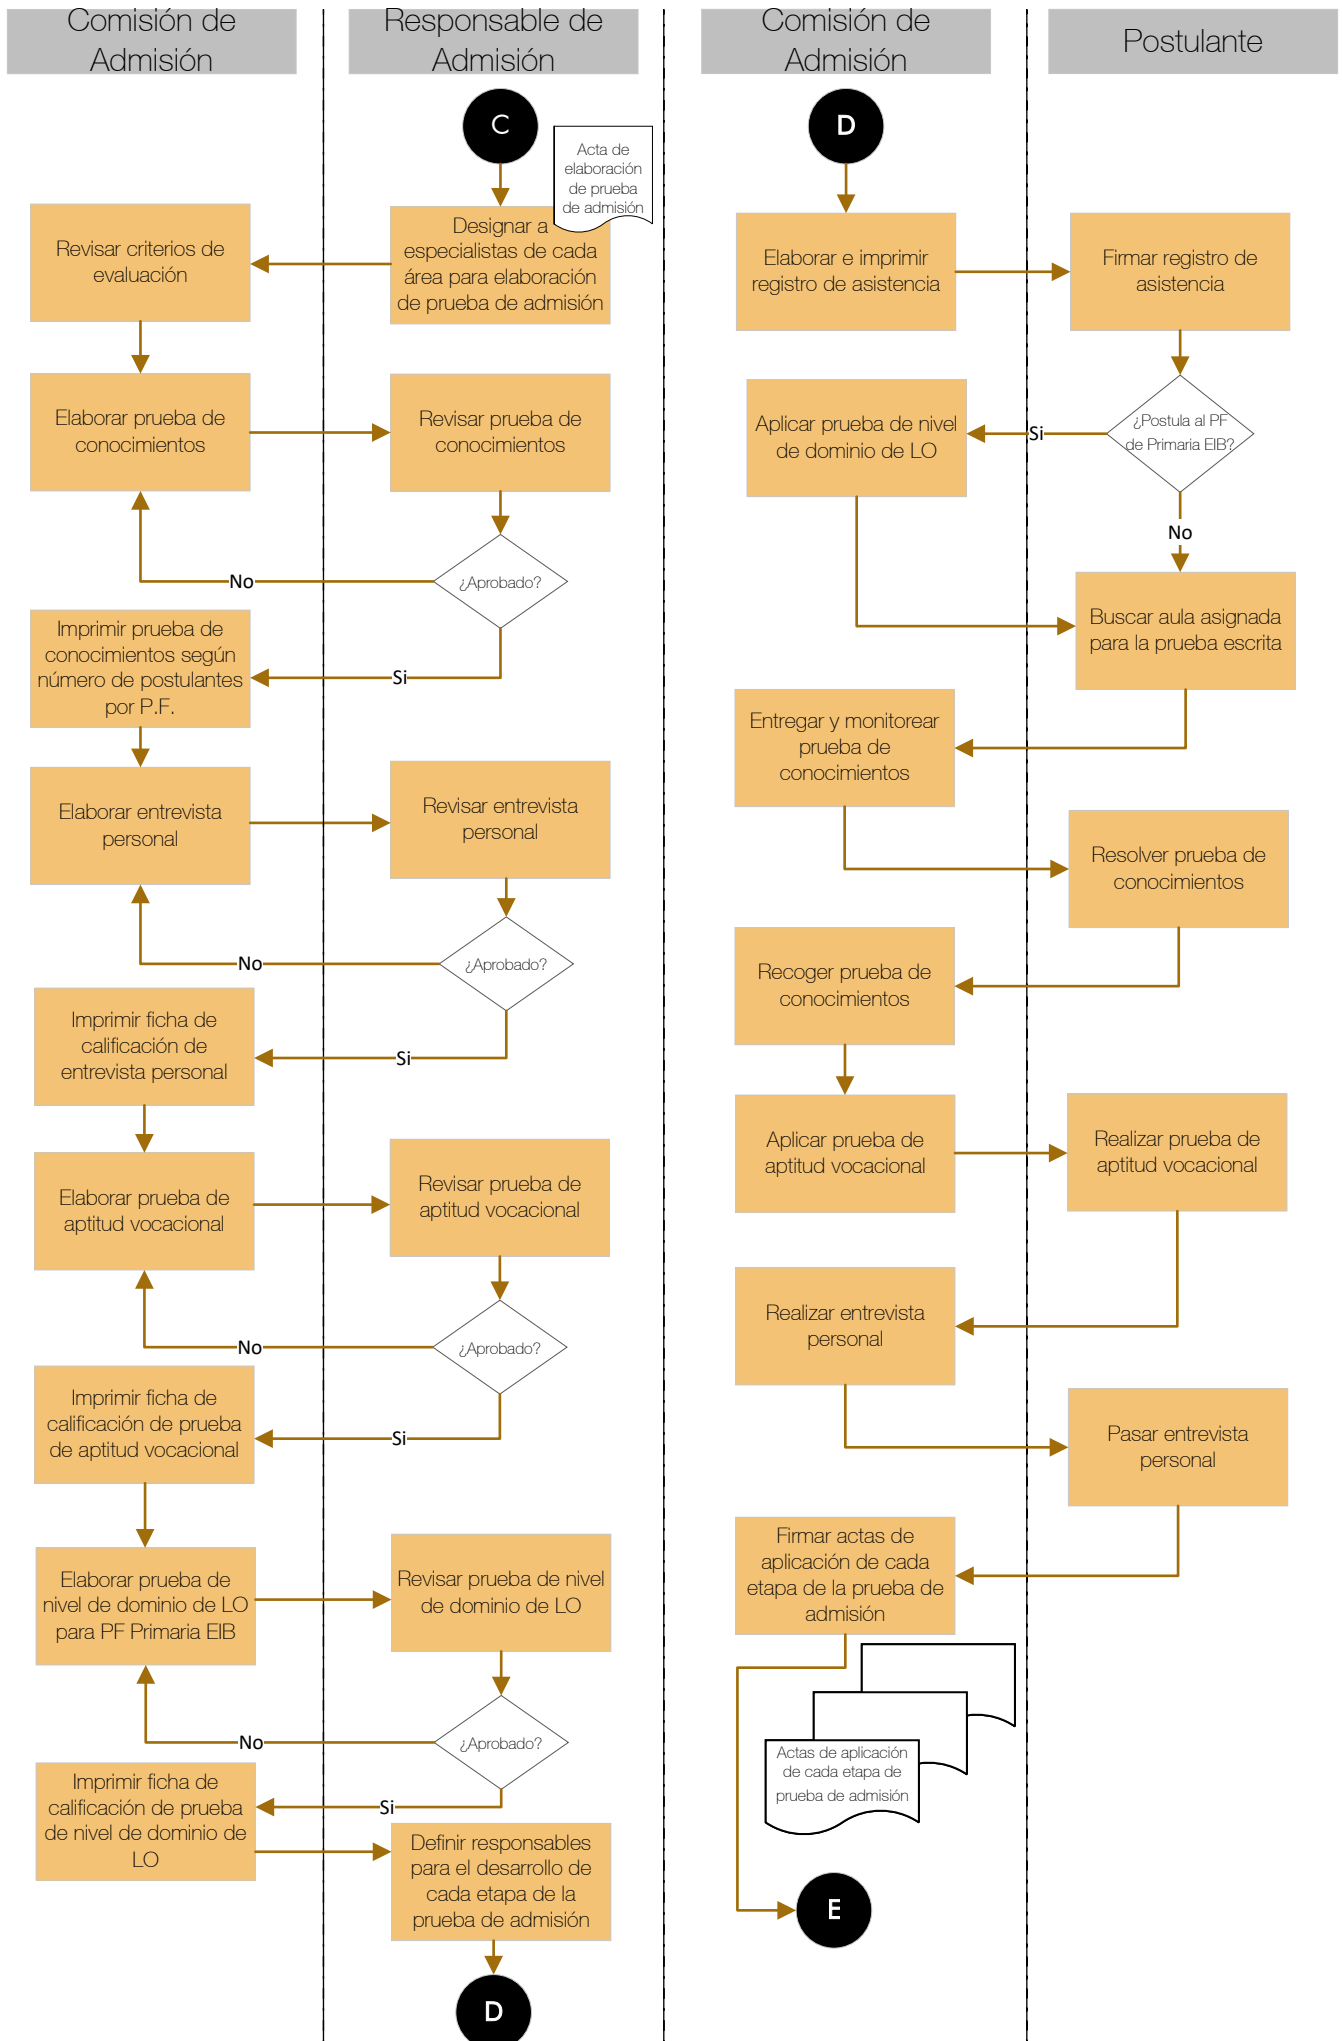 Comisión de
Admisión
Responsable de
Admisión
Comisión de
Admisión
Postulante
C
Acta de
elaboración
de prueba
de admisión
Designar a
especialistas de cada
área para elaboración
de prueba de admisión
Revisar criterios de
evaluación
Elaborar prueba de
conocimientos
Revisar prueba de
conocimientos
¿Aprobado?
No
Si
Imprimir prueba de
conocimientos según
número de postulantes
por P.F.
Elaborar entrevista
personal
Revisar entrevista
personal
¿Aprobado?
No
Si
Imprimir ficha de
calificación de
entrevista personal
Elaborar prueba de
aptitud vocacional
Revisar prueba de
aptitud vocacional
¿Aprobado?
No
Si
Imprimir ficha de
calificación de prueba
de aptitud vocacional
Elaborar prueba de
nivel de dominio de LO
para PF Primaria EIB
Revisar prueba de nivel
de dominio de LO
¿Aprobado?
No
Si
Imprimir ficha de
calificación de prueba
de nivel de dominio de
LO
Definir responsables
para el desarrollo de
cada etapa de la
prueba de admisión
D
D
Elaborar e imprimir
registro de asistencia
Firmar registro de
asistencia
¿Postula al PF
de Primaria EIB?
Si
No
Aplicar prueba de nivel
de dominio de LO
Buscar aula asignada
para la prueba escrita
Entregar y monitorear
prueba de
conocimientos
Resolver prueba de
conocimientos
Recoger prueba de
conocimientos
Aplicar prueba de
aptitud vocacional
Realizar prueba de
aptitud vocacional
Realizar entrevista
personal
Pasar entrevista
personal
Firmar actas de
aplicación de cada
etapa de la prueba de
admisión
Actas de aplicación
de cada etapa de
prueba de admisión
E